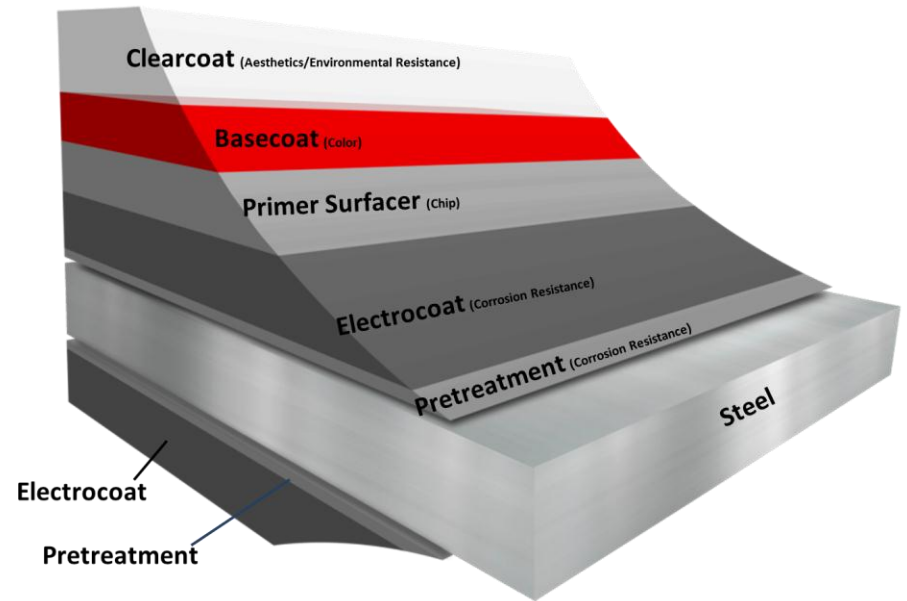 Clearcoat (Aesthetics/Environmental Resistance)
Basecoat (Color)
Primer Surfacer (Chip)
Electrocoat (Corrosion Resistance)
Pretreatment (Corrosion Resistance)
Steel
Electrocoat
Pretreatment